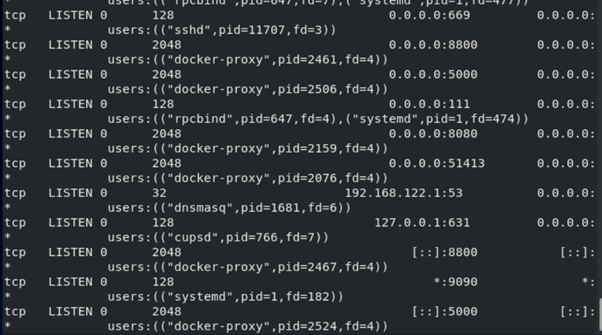 users:(("rpcbind",pid=647,fd=7),("systemd",pid=1,fd=477))
tcp LISTEN 0 128 0.0.0.0:669 0.0.0.0:
* users:(("sshd",pid=11707,fd=3))
tcp LISTEN 0 2048 0.0.0.0:8800 0.0.0.0:
* users:(("docker-proxy",pid=2461,fd=4))
tcp LISTEN 0 2048 0.0.0.0:5000 0.0.0.0:
* users:(("docker-proxy",pid=2506,fd=4))
tcp LISTEN 0 128 0.0.0.0:111 0.0.0.0:
* users:(("rpcbind",pid=647,fd=4),("systemd",pid=1,fd=474))
tcp LISTEN 0 2048 0.0.0.0:8080 0.0.0.0:
* users:(("docker-proxy",pid=2159,fd=4))
tcp LISTEN 0 2048 0.0.0.0:51413 0.0.0.0:
* users:(("docker-proxy",pid=2076,fd=4))
tcp LISTEN 0 32 192.168.122.1:53 0.0.0.0:
* users:(("dnsmasq",pid=1681,fd=6))
tcp LISTEN 0 128 127.0.0.1:631 0.0.0.0:
* users:(("cupsd",pid=766,fd=7))
tcp LISTEN 0 2048 [::]:8800 [::]:
* users:(("docker-proxy",pid=2467,fd=4))
tcp LISTEN 0 128 *:9090 *:
* users:(("systemd",pid=1,fd=182))
tcp LISTEN 0 2048 [::]:5000 [::]:
* users:(("docker-proxy",pid=2524,fd=4))